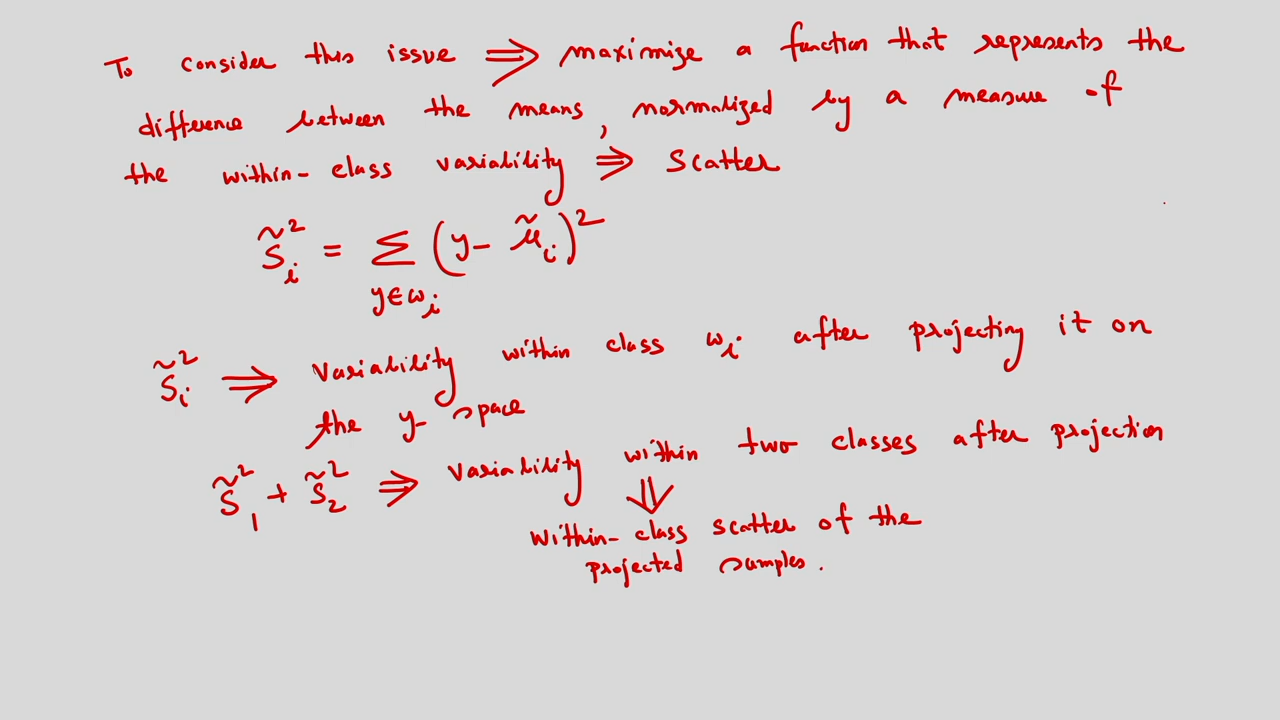 To consider this issue ⇒ maximize a function that represents the
difference between the means, normalized by a measure of
the within-class variability ⇒ Scatter
S̃ᵢ² = Σ (y - μ̃ᵢ)²
y∈ωᵢ
S̃ᵢ² ⇒ Variability within class ωᵢ after projecting it on
the y- space
S̃₁² + S̃₂² ⇒ Variability within two classes after projection
⇓
Within-class scatter of the
projected samples.